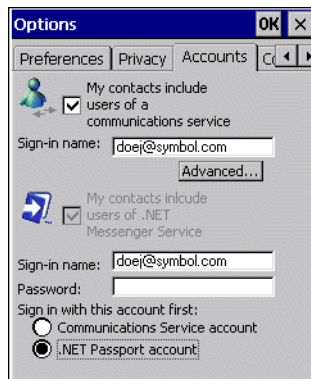 Options OK ×
Preferences Privacy Accounts
My contacts include
users of a
communications service
Sign-in name: doej@symbol.com
Advanced...
My contacts inlcude
users of .NET
Messenger Service
Sign-in name: doej@symbol.com
Password:
Sign in with this account first:
Communications Service account
.NET Passport account